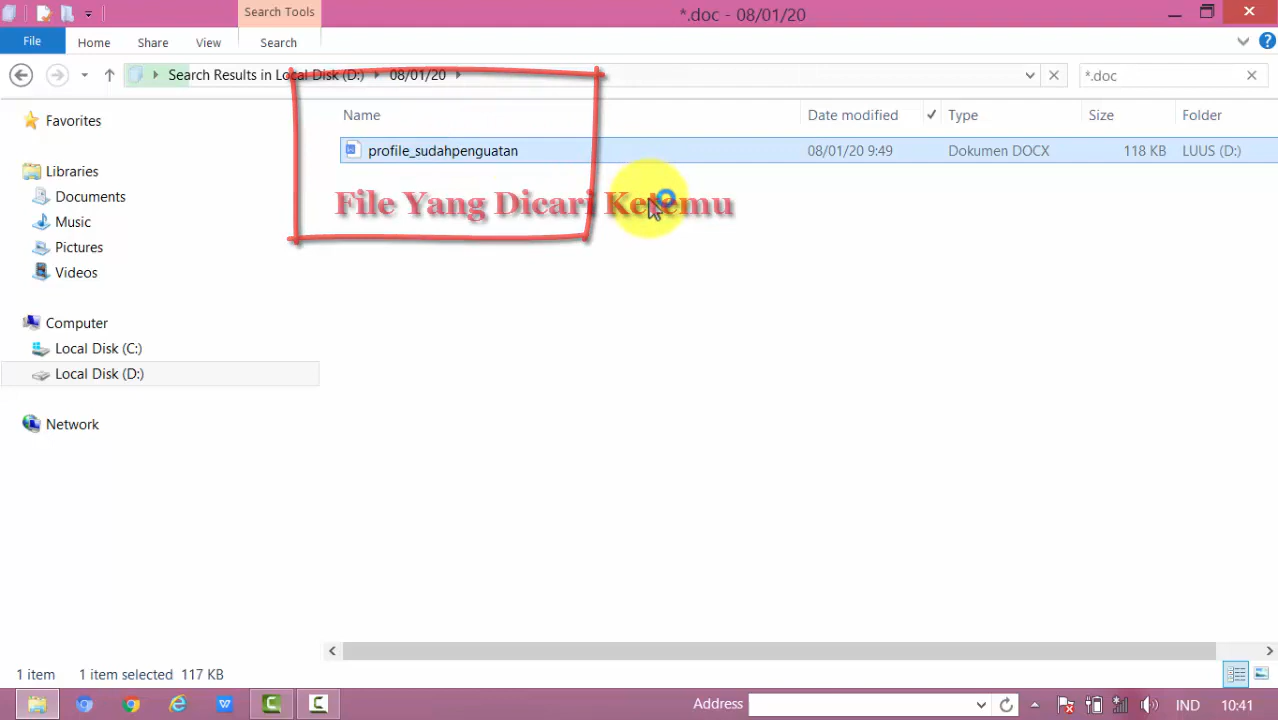 Search Tools
*.doc - 08/01/20
File Home Share View Search
Search Results in Local Disk (D:) 08/01/20 *.doc
Name Date modified Type Size Folder
profile_sudahpenguatan 08/01/20 9:49 Dokumen DOCX 118 KB LUUS (D:)
File Yang Dicari Ketemu
Favorites
Libraries
Documents
Music
Pictures
Videos
Computer
Local Disk (C:)
Local Disk (D:)
Network
1 item 1 item selected 117 KB
Address IND 10:41